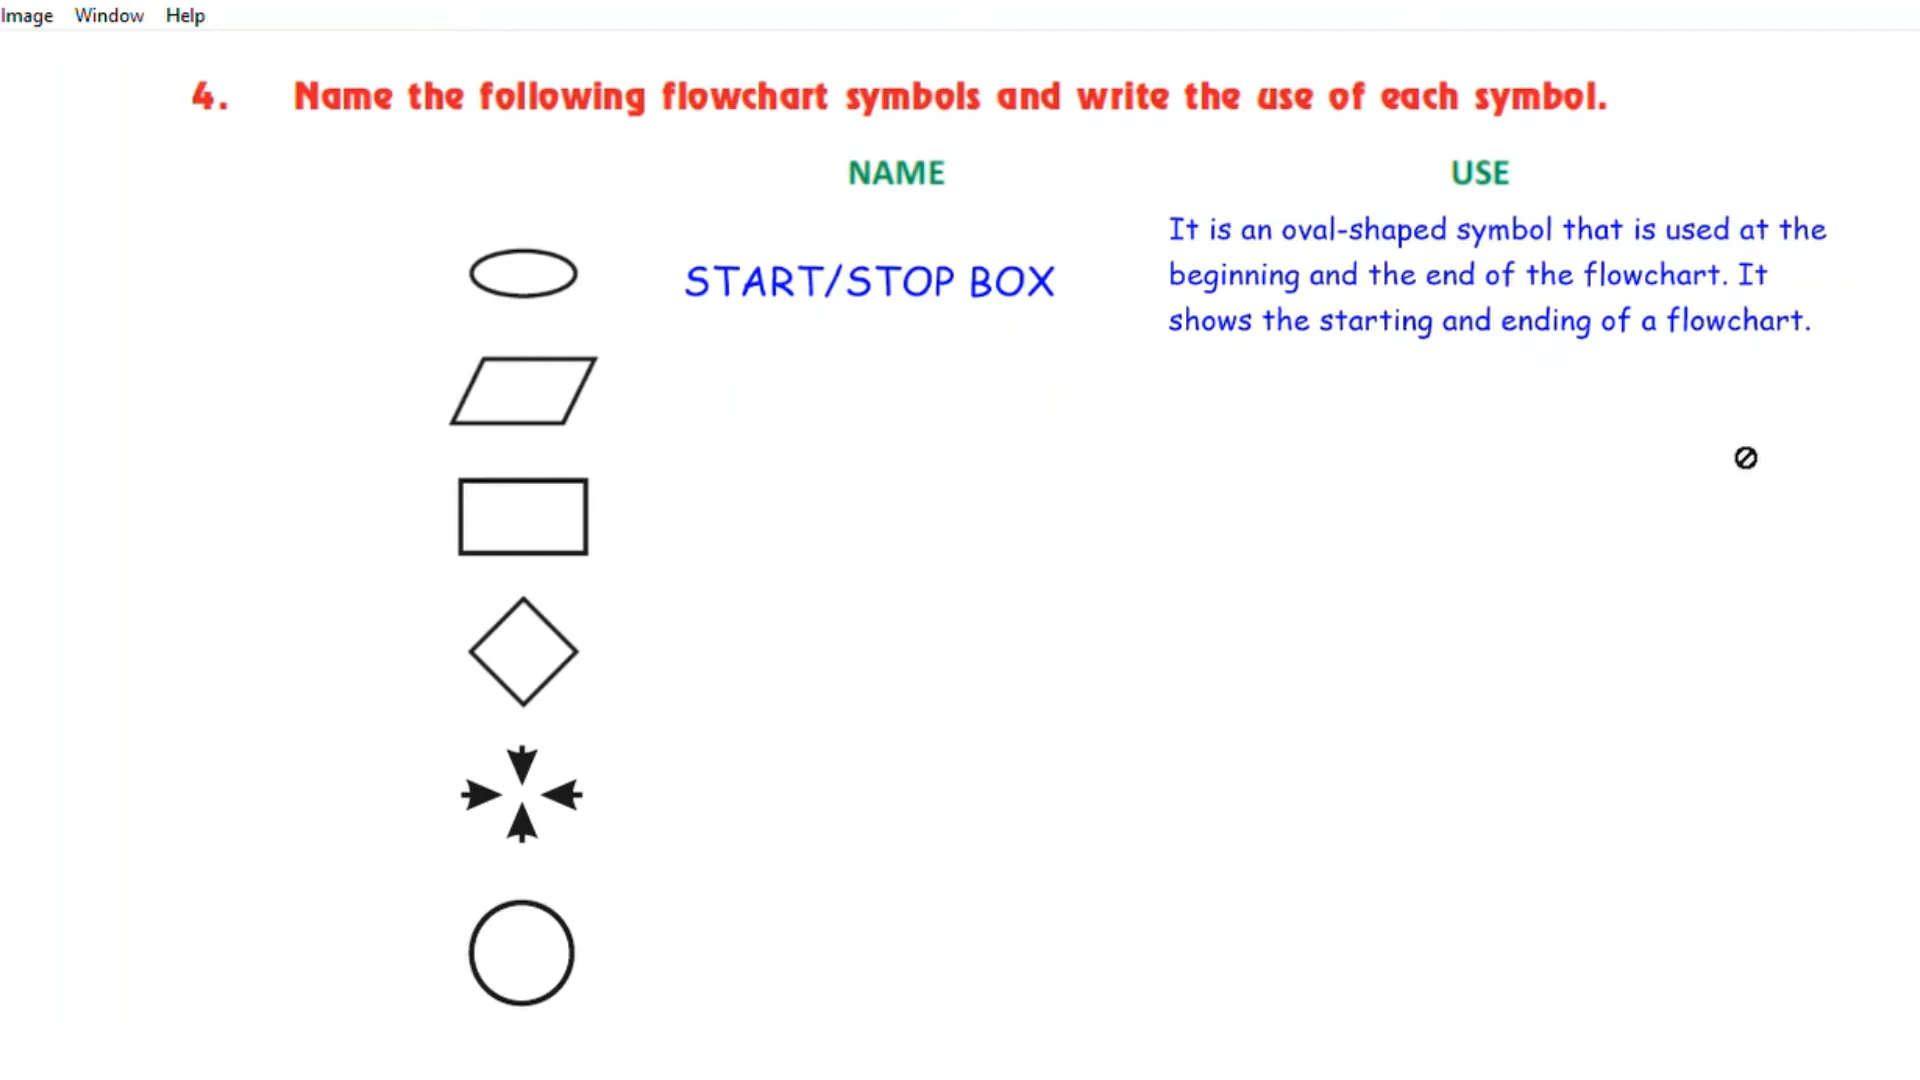 Image Window Help
4. Name the following flowchart symbols and write the use of each symbol.
NAME USE
START/STOP BOX
It is an oval-shaped symbol that is used at the
beginning and the end of the flowchart. It
shows the starting and ending of a flowchart.